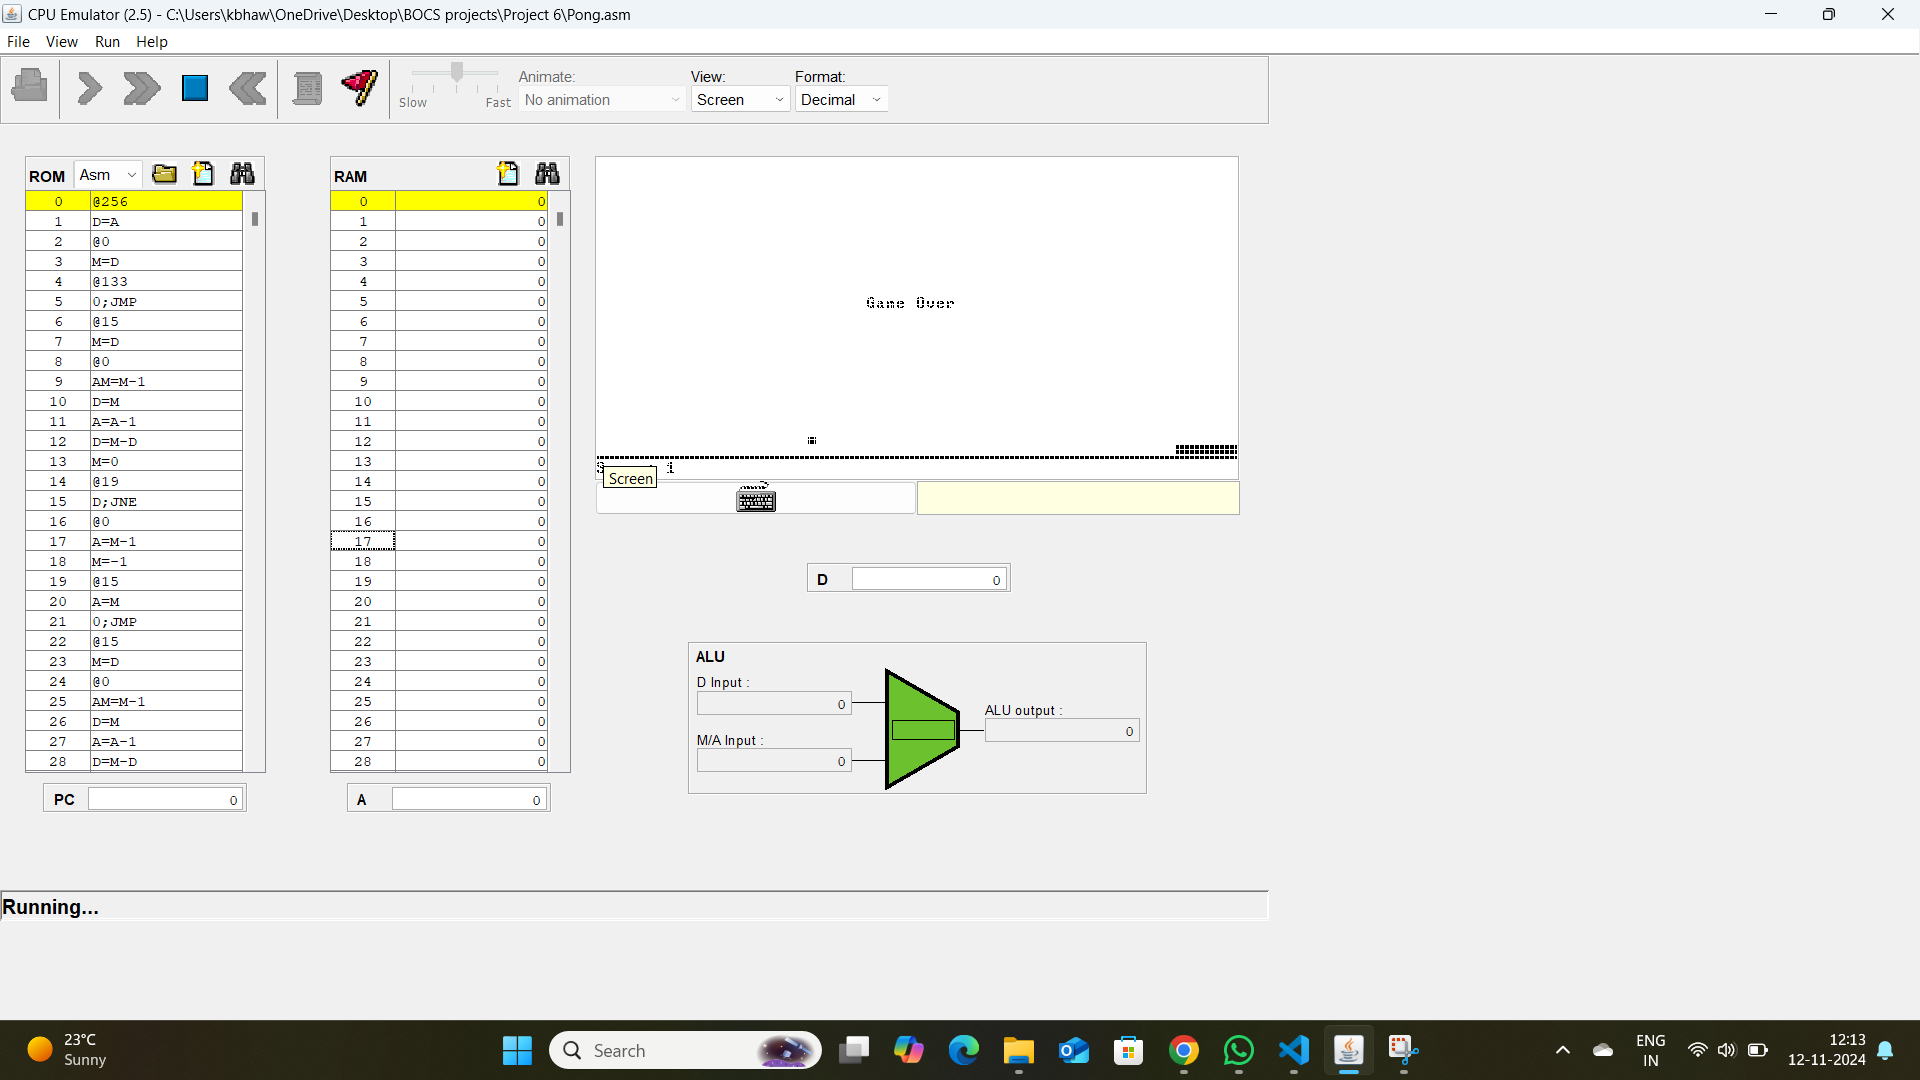 CPU Emulator (2.5) - C:\Users\kbhaw\OneDrive\Desktop\BOCS projects\Project 6\Pong.asm
File View Run Help
Slow Fast
Animate:
No animation
View:
Screen
Format:
Decimal
ROM Asm
0 @256
1 D=A
2 @0
3 M=D
4 @133
5 0;JMP
6 @15
7 M=D
8 @0
9 AM=M-1
10 D=M
11 A=A-1
12 D=M-D
13 M=0
14 @19
15 D;JNE
16 @0
17 A=M-1
18 M=-1
19 @15
20 A=M
21 0;JMP
22 @15
23 M=D
24 @0
25 AM=M-1
26 D=M
27 A=A-1
28 D=M-D
PC 0
RAM
0 0
1 0
2 0
3 0
4 0
5 0
6 0
7 0
8 0
9 0
10 0
11 0
12 0
13 0
14 0
15 0
16 0
17 0
18 0
19 0
20 0
21 0
22 0
23 0
24 0
25 0
26 0
27 0
28 0
A 0
Game Over
1
Screen
D 0
ALU
D Input :
0
M/A Input :
0
ALU output :
0
Running...
23°C
Sunny
Search
ENG
IN
12:13
12-11-2024